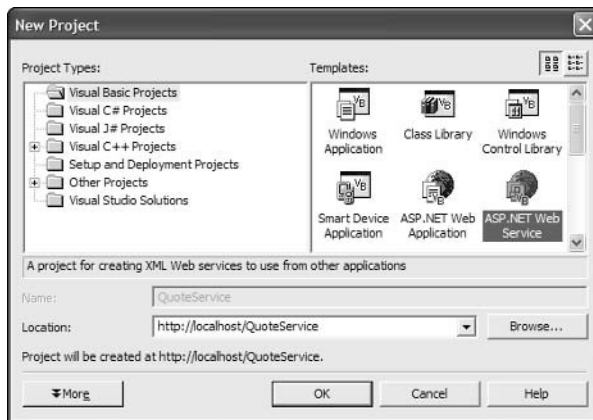 New Project
Project Types:
Templates:
Visual Basic Projects
Visual C# Projects
Visual J# Projects
Visual C++ Projects
Setup and Deployment Projects
Other Projects
Visual Studio Solutions
Windows
Application
Class Library
Windows
Control Library
Smart Device
Application
ASP.NET Web
Application
ASP.NET Web
Service
A project for creating XML Web services to use from other applications
Name:
QuoteService
Location:
http://localhost/QuoteService
Browse...
Project will be created at http://localhost/QuoteService.
More
OK
Cancel
Help